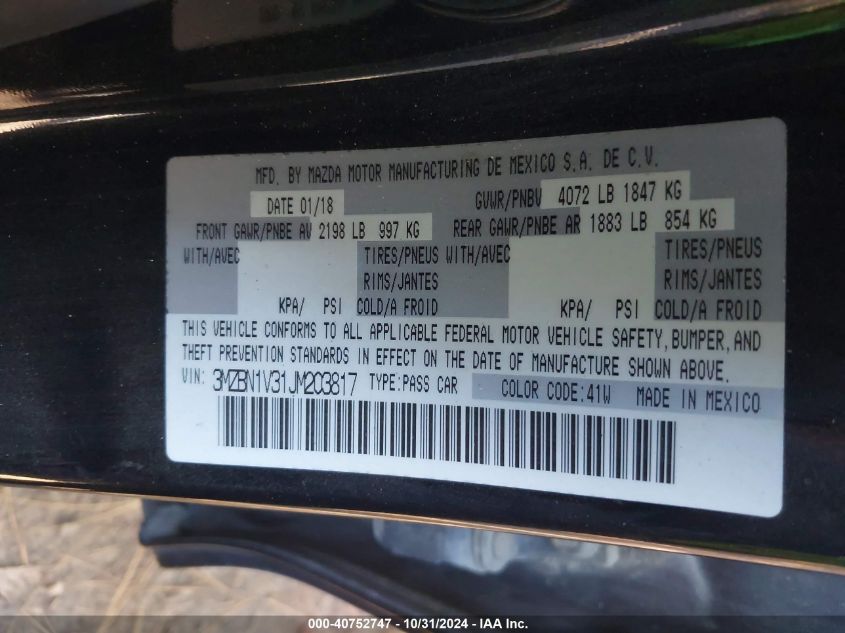 MFD. BY MAZDA MOTOR MANUFACTURING DE MEXICO S.A. DE C.V.
DATE 01/18 GVWR/PNBV 4072 LB 1847 KG
FRONT GAWR/PNBE AV 2198 LB 997 KG REAR GAWR/PNBE AR 1883 LB 854 KG
WITH/AVEC TIRES/PNEUS WITH/AVEC TIRES/PNEUS
RIMS/JANTES RIMS/JANTES
KPA/ PSI COLD/A FROID KPA/ PSI COLD/A FROID
THIS VEHICLE CONFORMS TO ALL APPLICABLE FEDERAL MOTOR VEHICLE SAFETY, BUMPER, AND
THEFT PREVENTION STANDARDS IN EFFECT ON THE DATE OF MANUFACTURE SHOWN ABOVE.
VIN: 3MZBN1V31JM203817 TYPE:PASS CAR COLOR CODE:41W MADE IN MEXICO
000-40752747 - 10/31/2024 - IAA Inc.